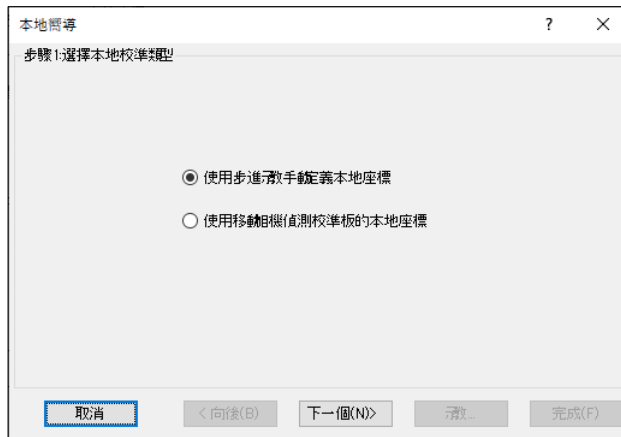 本地嚮導
?
步驟1:選擇本地校準類型
使用步進示教手動定義本地座標
使用移動相機偵測校準板的本地座標
取消
<向後(B)
下一個(N)>
示教...
完成(F)